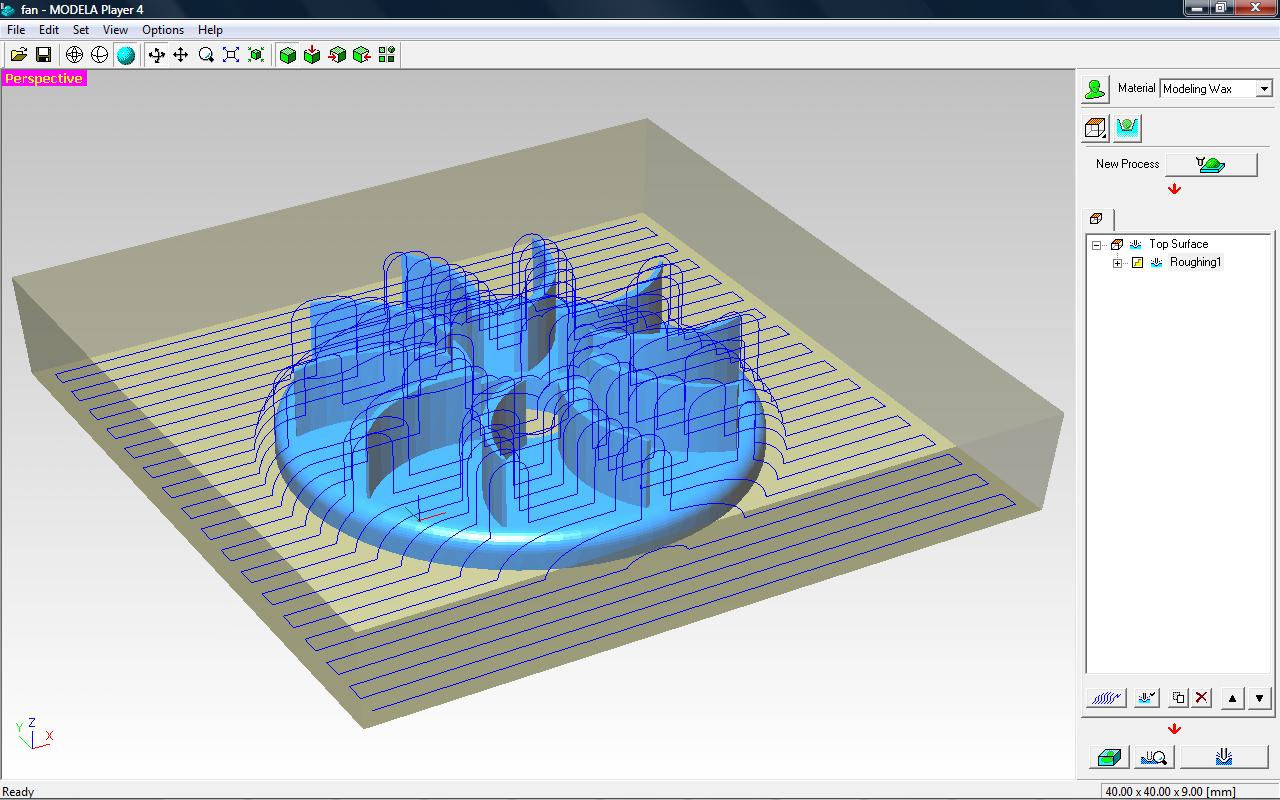 fan - MODELA Player 4
File Edit Set View Options Help
Perspective
Material Modeling Wax
New Process
Top Surface
Roughing1
Z
Y
X
Ready
40.00 x 40.00 x 9.00 [mm]